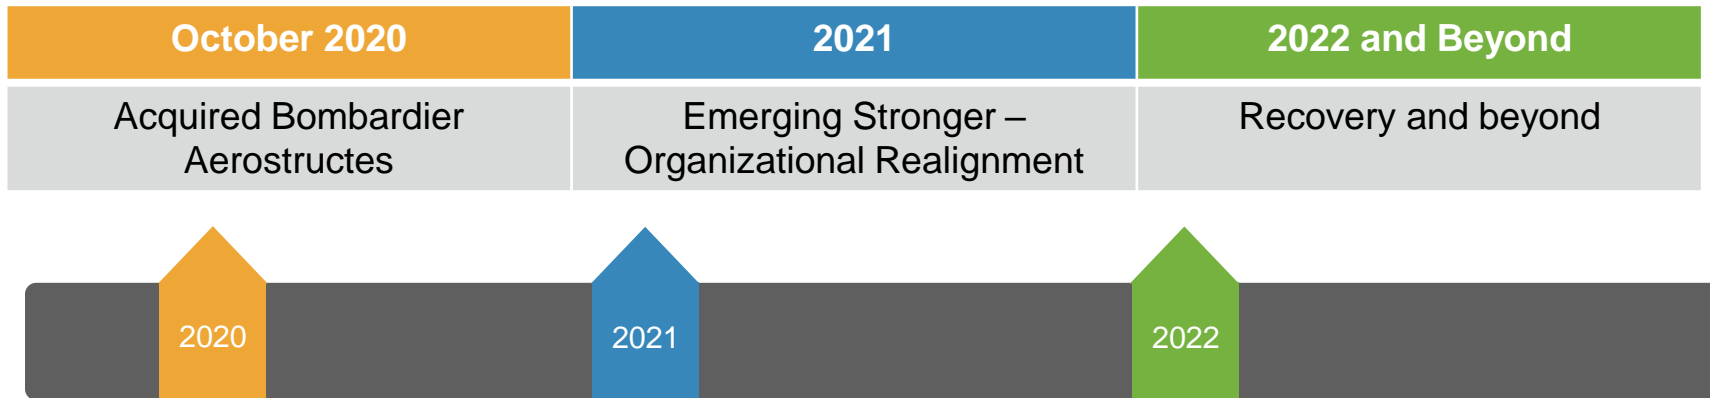 October 2020
2021
2022 and Beyond
Acquired Bombardier
Aerostructes
Emerging Stronger –
Organizational Realignment
Recovery and beyond
2020
2021
2022